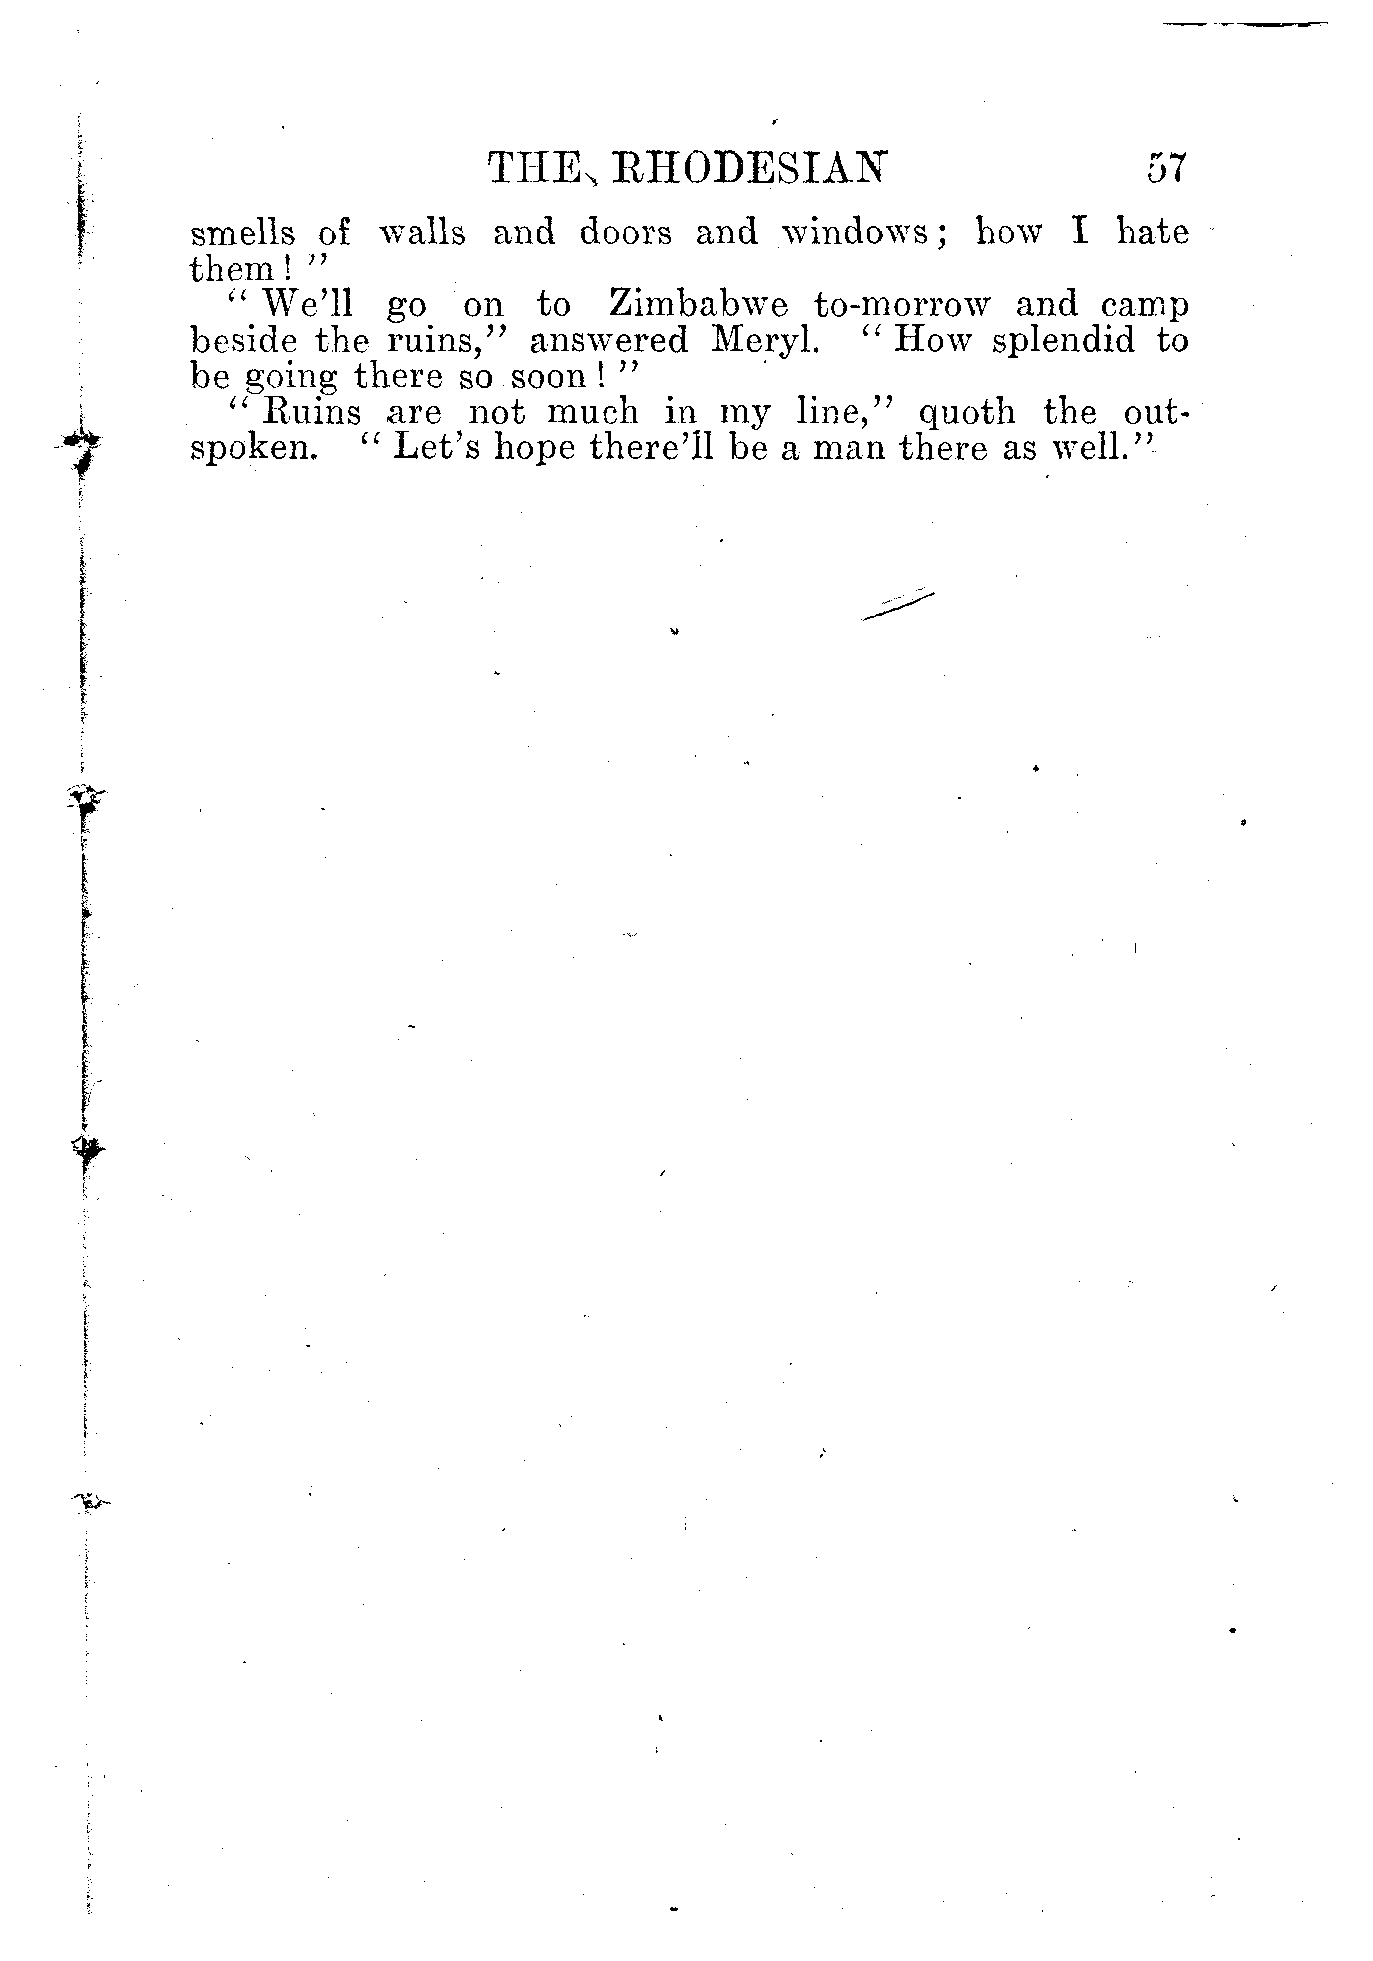 THE RHODESIAN 57
smells of walls and doors and windows; how I hate
them! ”
“ We’ll go on to Zimbabwe to-morrow and camp
beside the ruins,” answered Meryl. “ How splendid to
be going there so soon! ”
“ Ruins are not much in my line,” quoth the out-
spoken. “ Let’s hope there’ll be a man there as well.”